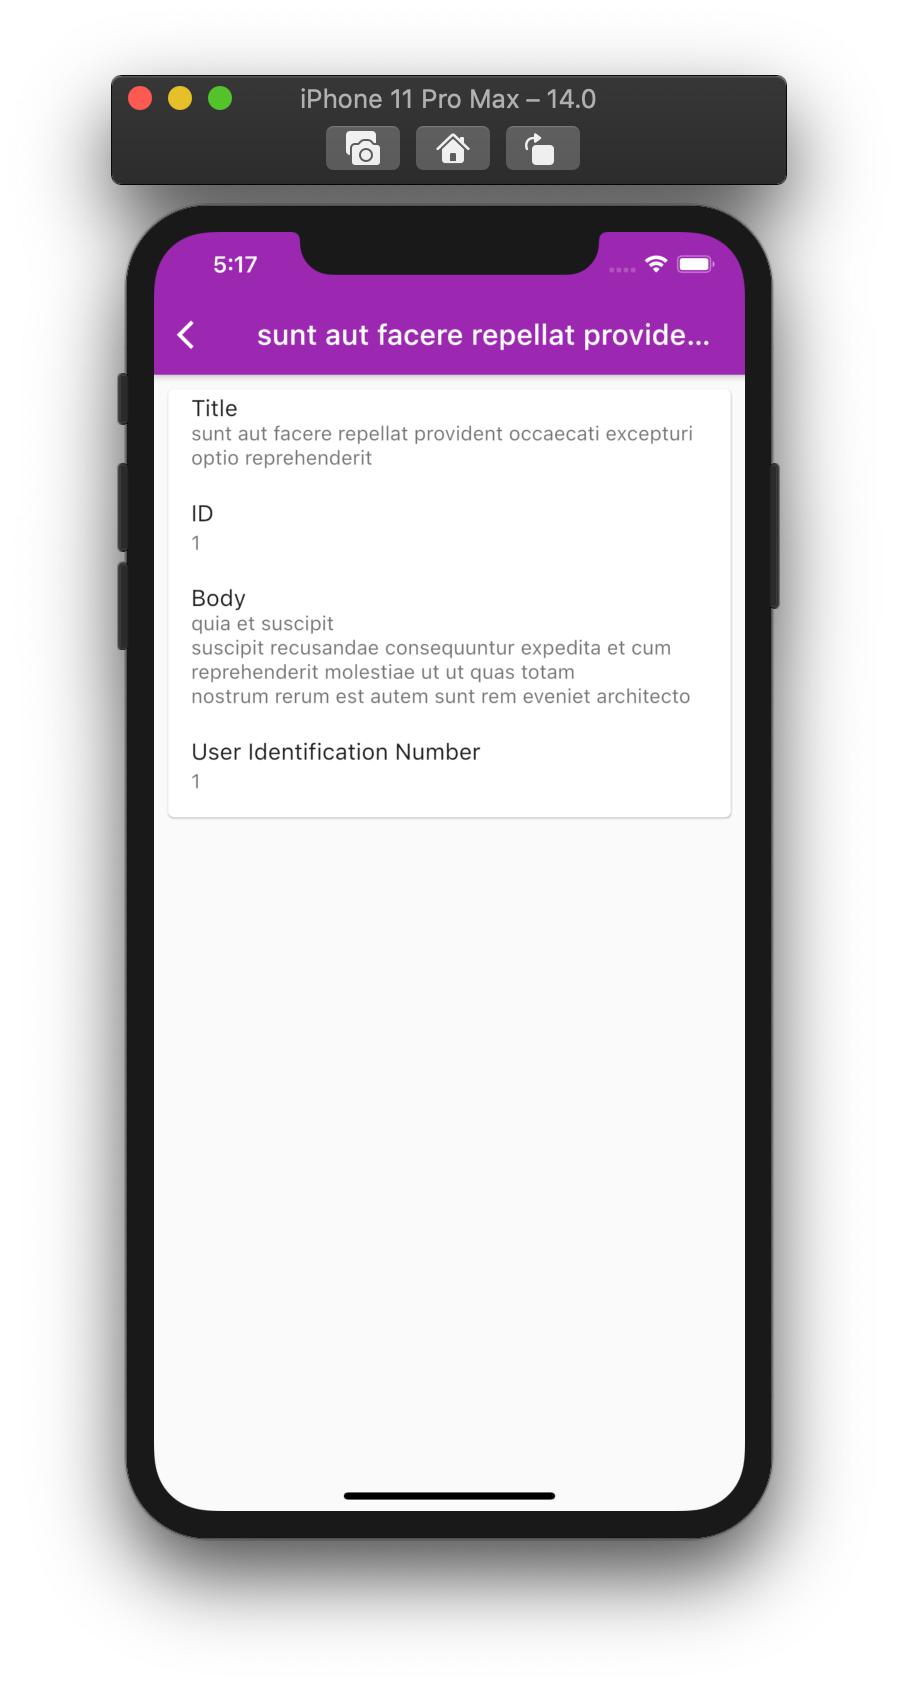 iPhone 11 Pro Max – 14.0
5:17
sunt aut facere repellat provide...
Title
sunt aut facere repellat provident occaecati excepturi
optio reprehenderit
ID
1
Body
quia et suscipit
suscipit recusandae consequuntur expedita et cum
reprehenderit molestiae ut ut quas totam
nostrum rerum est autem sunt rem eveniet architecto
User Identification Number
1